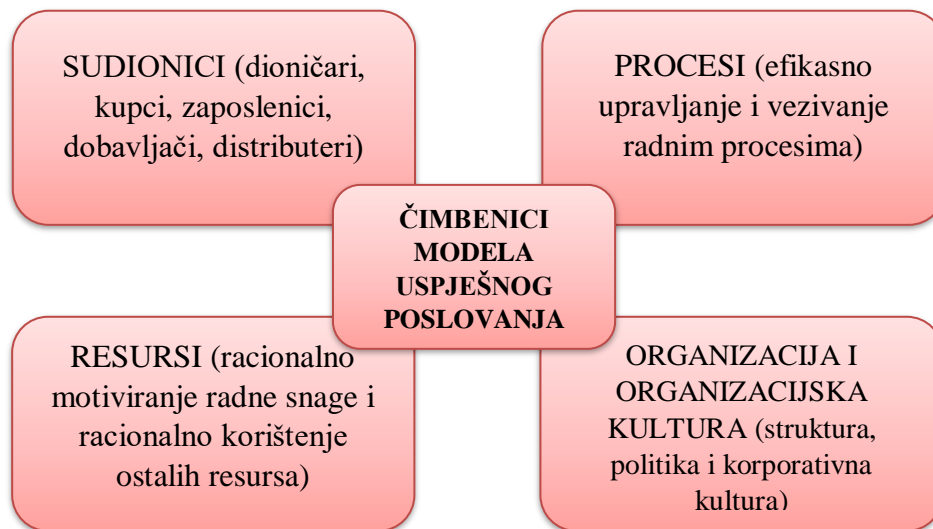 SUDIONICI (dioničari,
kupci, zaposlenici,
dobavljači, distributeri)
PROCESI (efikasno
upravljanje i vezivanje
radnim procesima)
ČIMBENICI
MODELA
USPJEŠNOG
POSLOVANJA
RESURSI (racionalno
motiviranje radne snage i
racionalno korištenje
ostalih resursa)
ORGANIZACIJA I
ORGANIZACIJSKA
KULTURA (struktura,
politika i korporativna
kultura)